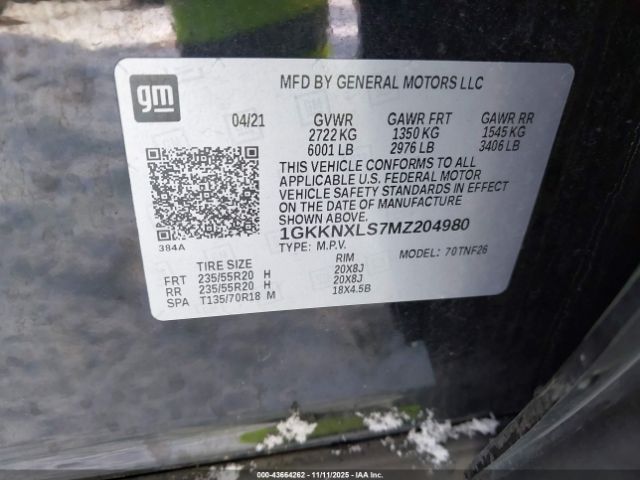 gm
MFD BY GENERAL MOTORS LLC
04/21 GVWR GAWR FRT GAWR RR
2722 KG 1350 KG 1545 KG
6001 LB 2976 LB 3406 LB
THIS VEHICLE CONFORMS TO ALL
APPLICABLE U.S. FEDERAL MOTOR
VEHICLE SAFETY STANDARDS IN EFFECT
ON THE DATE OF MANUFACTURE
SHOWN ABOVE.
384A
1GKKNXLS7MZ204980
TYPE: M.P.V. MODEL: 70TNF26
TIRE SIZE RIM
FRT 235/55R20 H 20X8J
RR 235/55R20 H 20X8J
SPA T135/70R18 M 18X4.5B
000-43664262 - 11/11/2025 - IAA Inc.